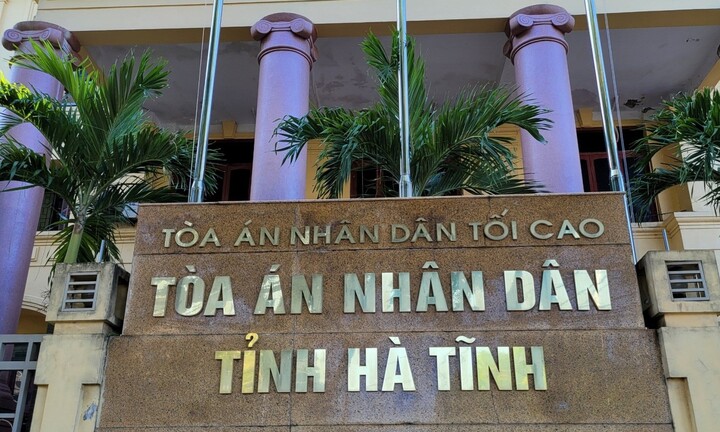 TÒA ÁN NHÂN DÂN TỐI CAO
TÒA ÁN NHÂN DÂN
TỈNH HÀ TĨNH